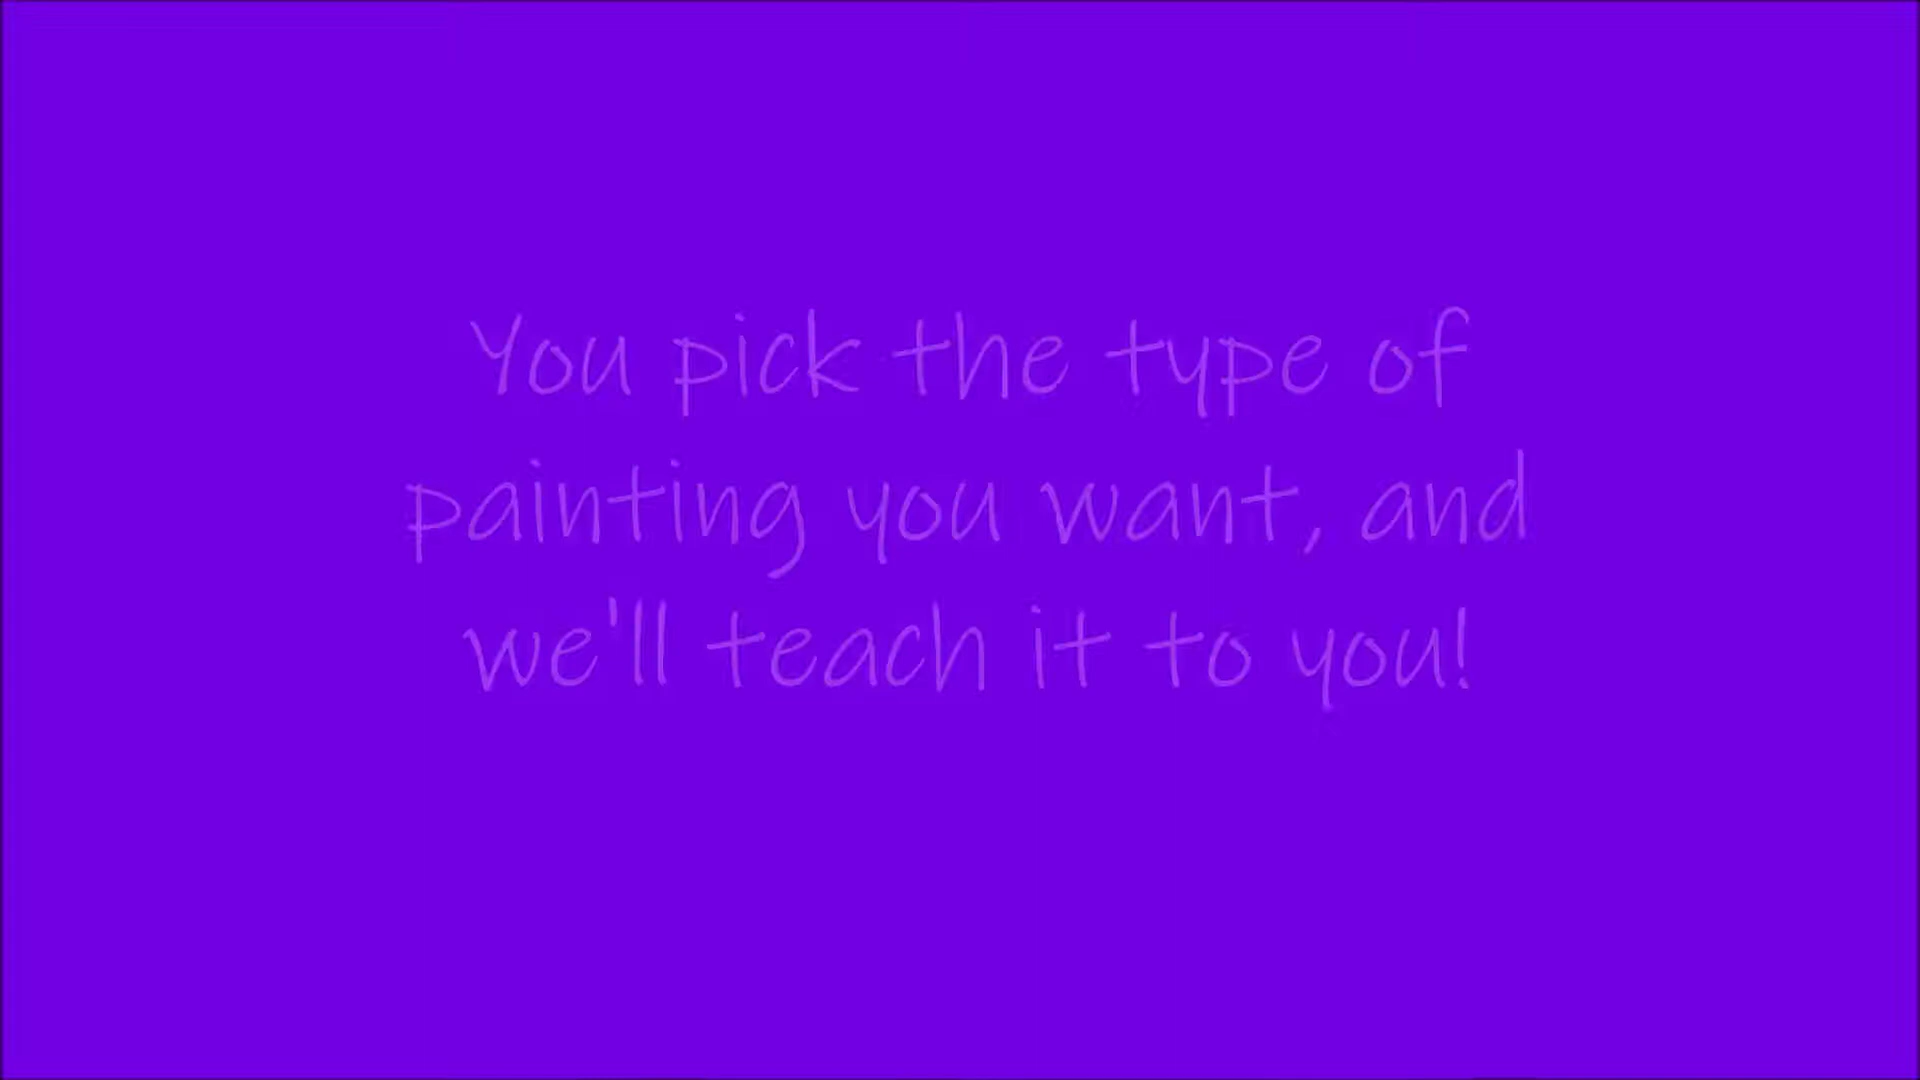 You pick the type of
painting you want, and
we'll teach it to you!